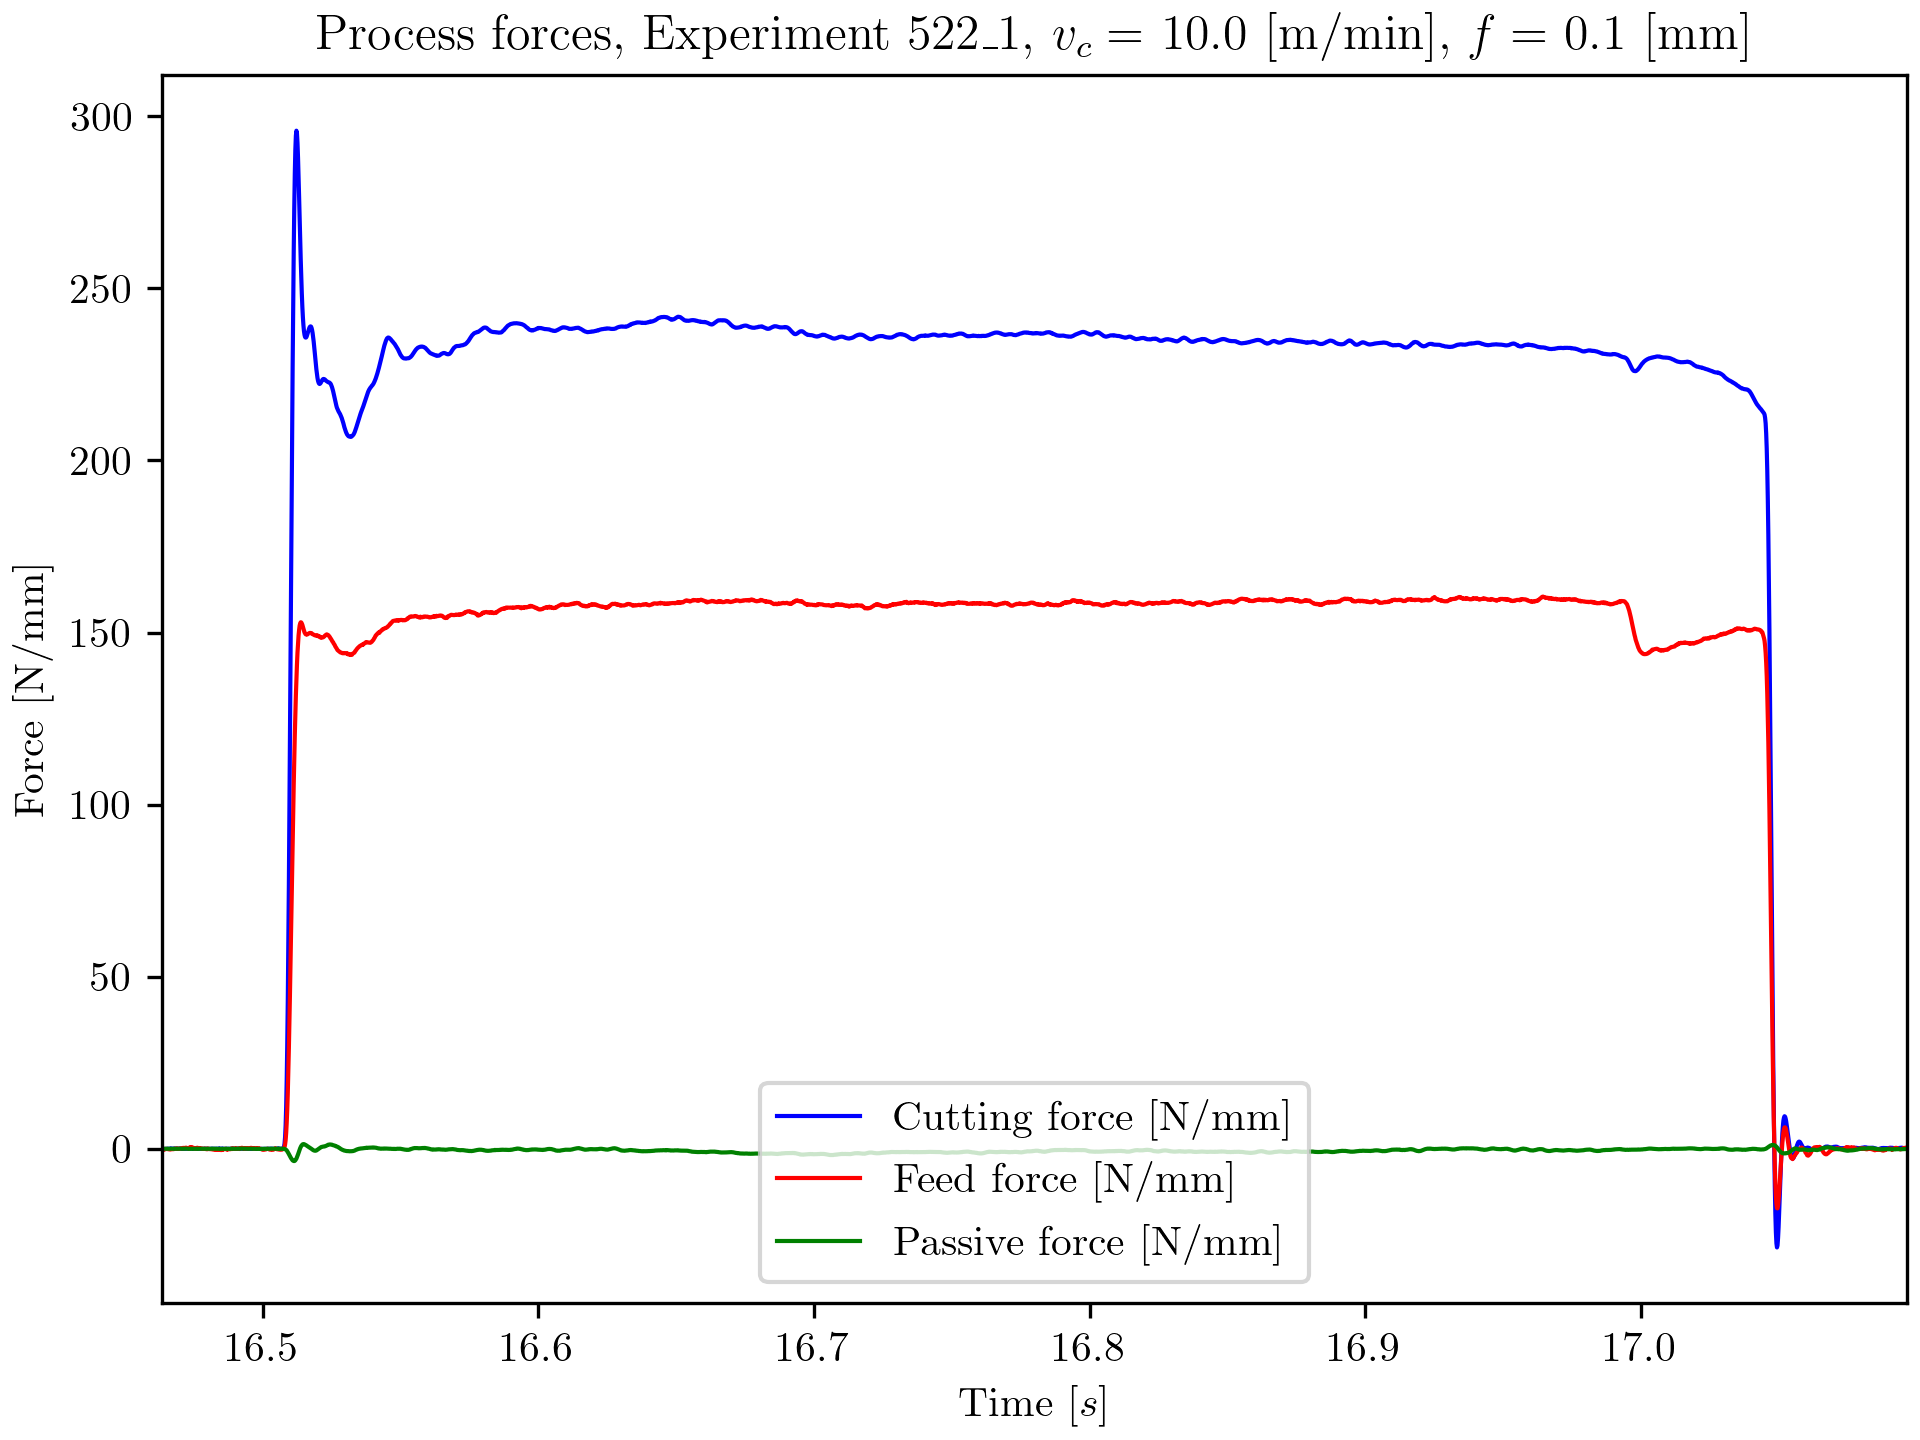 Process forces, Experiment 522_1, v_c = 10.0 [m/min], f = 0.1 [mm]
300
250
200
150
100
50
0
Force [N/mm]
Cutting force [N/mm]
Feed force [N/mm]
Passive force [N/mm]
16.5 16.6 16.7 16.8 16.9 17.0
Time [s]